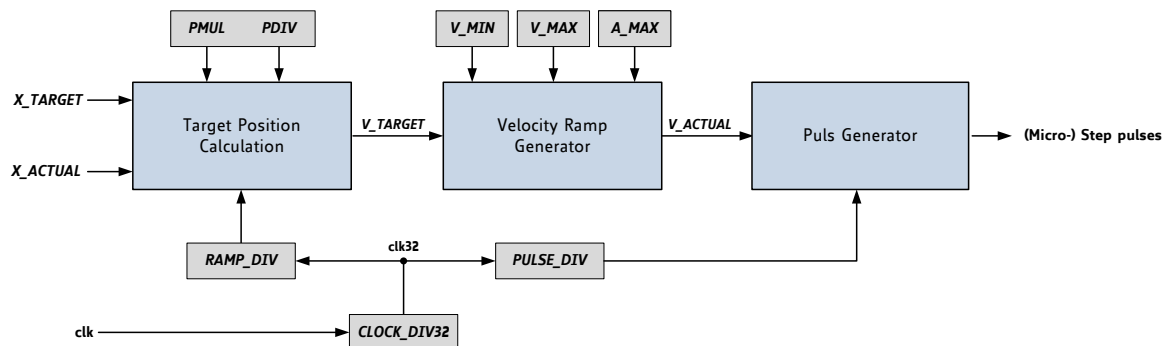 PMUL PDIV
V_MIN
V_MAX
A_MAX
X_TARGET
X_ACTUAL
Target Position
Calculation
V_TARGET
Velocity Ramp
Generator
V_ACTUAL
Puls Generator
(Micro-) Step pulses
RAMP_DIV
clk32
PULSE_DIV
clk
CLOCK_DIV32